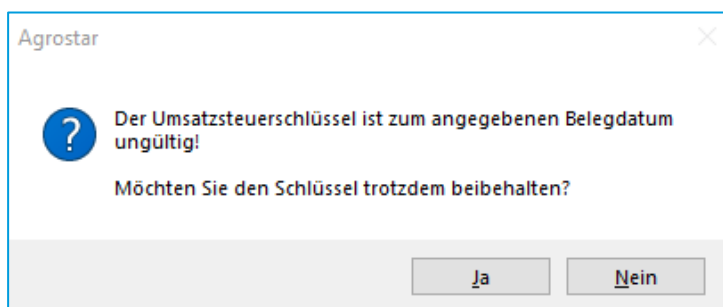 Agrostar
Der Umsatzsteuerschlüssel ist zum angegebenen Belegdatum
ungültig!
Möchten Sie den Schlüssel trotzdem beibehalten?
Ja
Nein